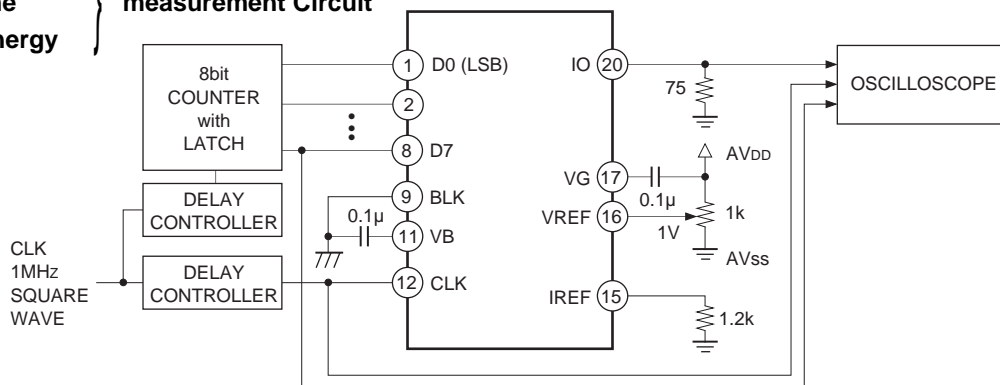 measurement Circuit
8bit
COUNTER
with
LATCH
DELAY
CONTROLLER
CLK
1MHz
SQUARE
WAVE
DELAY
CONTROLLER
0.1µ
1 D0 (LSB)
2
8 D7
9 BLK
11 VB
12 CLK
IO 20
75
VG 17
0.1µ
AVDD
VREF 16
1V
1k
AVss
IREF 15
1.2k
OSCILLOSCOPE